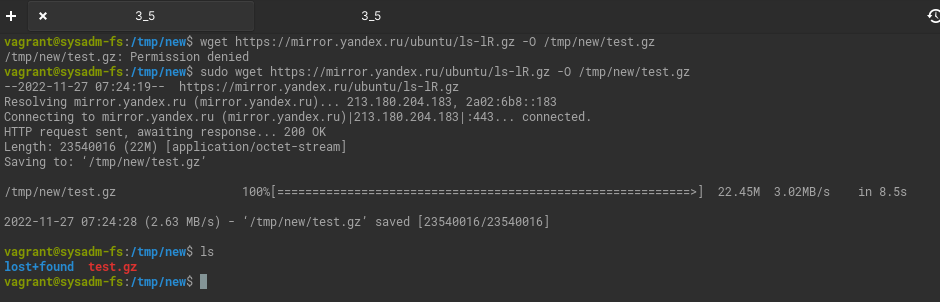 3_5 3_5
vagrant@sysadm-fs:/tmp/new$ wget https://mirror.yandex.ru/ubuntu/ls-lR.gz -O /tmp/new/test.gz
/tmp/new/test.gz: Permission denied
vagrant@sysadm-fs:/tmp/new$ sudo wget https://mirror.yandex.ru/ubuntu/ls-lR.gz -O /tmp/new/test.gz
--2022-11-27 07:24:19--  https://mirror.yandex.ru/ubuntu/ls-lR.gz
Resolving mirror.yandex.ru (mirror.yandex.ru)... 213.180.204.183, 2a02:6b8::183
Connecting to mirror.yandex.ru (mirror.yandex.ru)|213.180.204.183|:443... connected.
HTTP request sent, awaiting response... 200 OK
Length: 23540016 (22M) [application/octet-stream]
Saving to: ‘/tmp/new/test.gz’
/tmp/new/test.gz 100%[===========================================================>] 22.45M 3.02MB/s in 8.5s
2022-11-27 07:24:28 (2.63 MB/s) - ‘/tmp/new/test.gz’ saved [23540016/23540016]
vagrant@sysadm-fs:/tmp/new$ ls
lost+found test.gz
vagrant@sysadm-fs:/tmp/new$